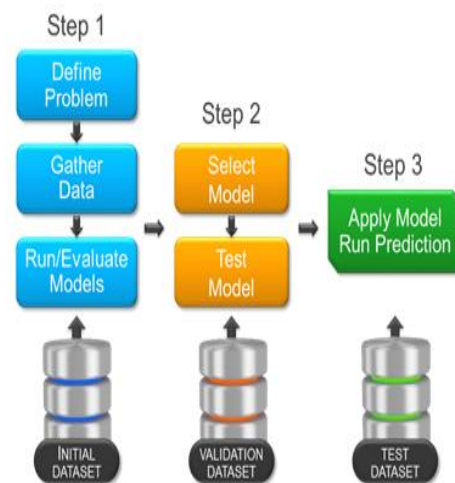 Step 1
Define
Problem
Gather
Data
Run/Evaluate
Models
INITIAL
DATASET
Step 2
Select
Model
Test
Model
VALIDATION
DATASET
Step 3
Apply Model
Run Prediction
TEST
DATASET